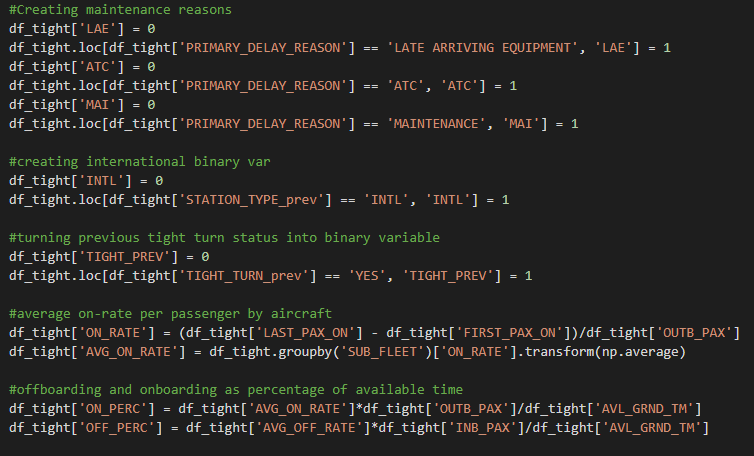 #Creating maintenance reasons
df_tight['LAE'] = 0
df_tight.loc[df_tight['PRIMARY_DELAY_REASON'] == 'LATE ARRIVING EQUIPMENT', 'LAE'] = 1
df_tight['ATC'] = 0
df_tight.loc[df_tight['PRIMARY_DELAY_REASON'] == 'ATC', 'ATC'] = 1
df_tight['MAI'] = 0
df_tight.loc[df_tight['PRIMARY_DELAY_REASON'] == 'MAINTENANCE', 'MAI'] = 1
#creating international binary var
df_tight['INTL'] = 0
df_tight.loc[df_tight['STATION_TYPE_prev'] == 'INTL', 'INTL'] = 1
#turning previous tight turn status into binary variable
df_tight['TIGHT_PREV'] = 0
df_tight.loc[df_tight['TIGHT_TURN_prev'] == 'YES', 'TIGHT_PREV'] = 1
#average on-rate per passenger by aircraft
df_tight['ON_RATE'] = (df_tight['LAST_PAX_ON'] - df_tight['FIRST_PAX_ON'])/df_tight['OUTB_PAX']
df_tight['AVG_ON_RATE'] = df_tight.groupby('SUB_FLEET')['ON_RATE'].transform(np.average)
#offboarding and onboarding as percentage of available time
df_tight['ON_PERC'] = df_tight['AVG_ON_RATE']*df_tight['OUTB_PAX']/df_tight['AVL_GRND_TM']
df_tight['OFF_PERC'] = df_tight['AVG_OFF_RATE']*df_tight['INB_PAX']/df_tight['AVL_GRND_TM']